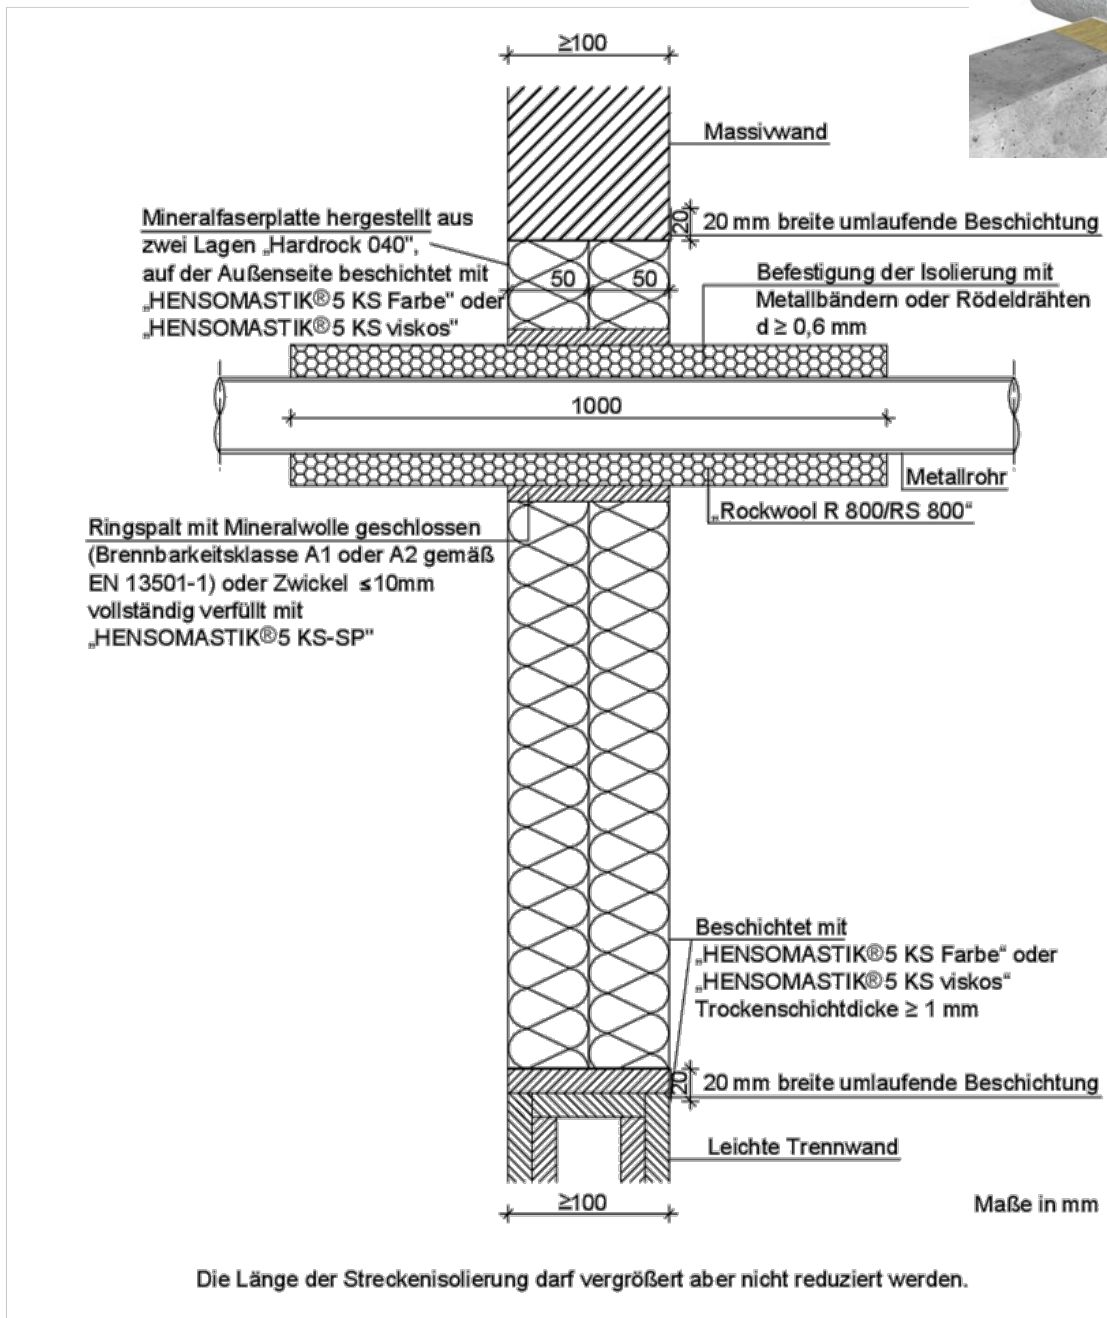 ≥100
Massivwand
Mineralfaserplatte hergestellt aus
zwei Lagen „Hardrock 040",
auf der Außenseite beschichtet mit
„HENSOMASTIK®5 KS Farbe" oder
„HENSOMASTIK®5 KS viskos"
20
20 mm breite umlaufende Beschichtung
50
50
Befestigung der Isolierung mit
Metallbändern oder Rödeldrähten
d ≥ 0,6 mm
1000
Metallrohr
„Rockwool R 800/RS 800“
Ringspalt mit Mineralwolle geschlossen
(Brennbarkeitsklasse A1 oder A2 gemäß
EN 13501-1) oder Zwickel ≤10mm
vollständig verfüllt mit
„HENSOMASTIK®5 KS-SP"
Beschichtet mit
„HENSOMASTIK®5 KS Farbe“ oder
„HENSOMASTIK®5 KS viskos“
Trockenschichtdicke ≥ 1 mm
20
20 mm breite umlaufende Beschichtung
Leichte Trennwand
≥100
Maße in mm
Die Länge der Streckenisolierung darf vergrößert aber nicht reduziert werden.